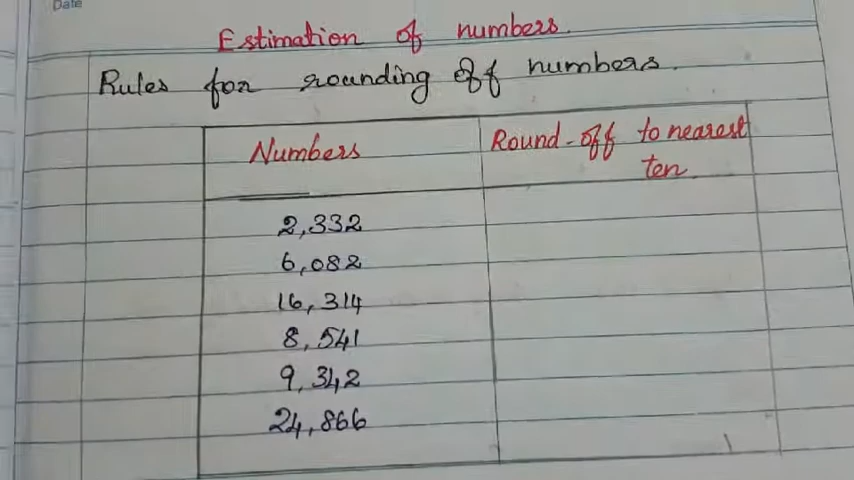 Date
Estimation of numbers.
Rules for rounding off numbers.
Numbers Round-off to nearest ten
2,332
6,082
16,314
8,541
9,342
24,866